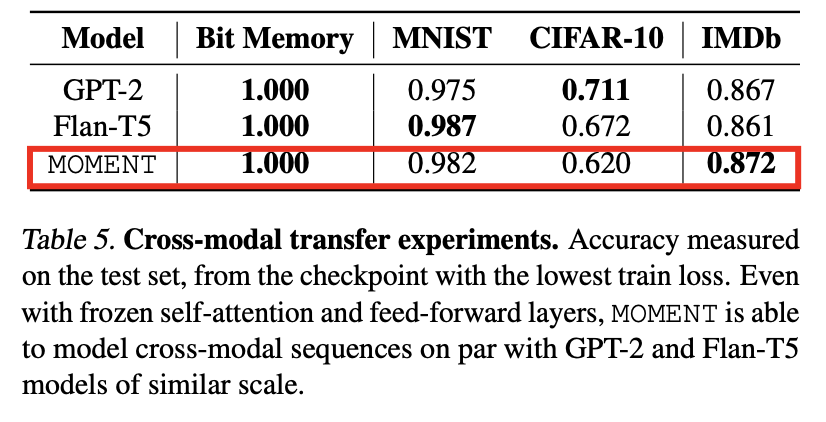 Model Bit Memory MNIST CIFAR-10 IMDb
GPT-2 1.000 0.975 0.711 0.867
Flan-T5 1.000 0.987 0.672 0.861
MOMENT 1.000 0.982 0.620 0.872
Table 5. Cross-modal transfer experiments. Accuracy measured
on the test set, from the checkpoint with the lowest train loss. Even
with frozen self-attention and feed-forward layers, MOMENT is able
to model cross-modal sequences on par with GPT-2 and Flan-T5
models of similar scale.